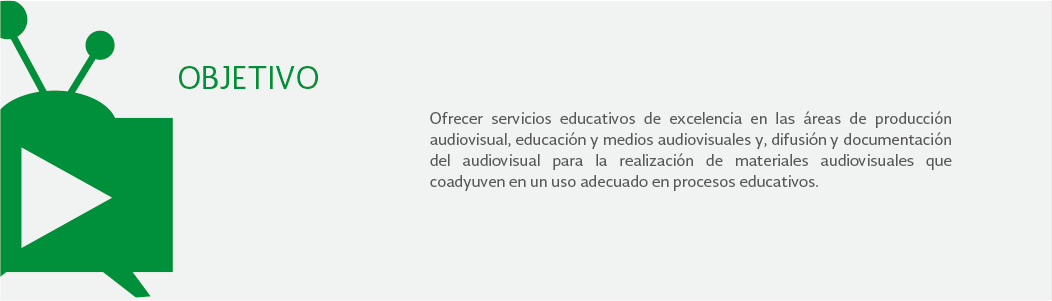 OBJETIVO
Ofrecer servicios educativos de excelencia en las áreas de producción
audiovisual, educación y medios audiovisuales y, difusión y documentación
del audiovisual para la realización de materiales audiovisuales que
coadyuven en un uso adecuado en procesos educativos.